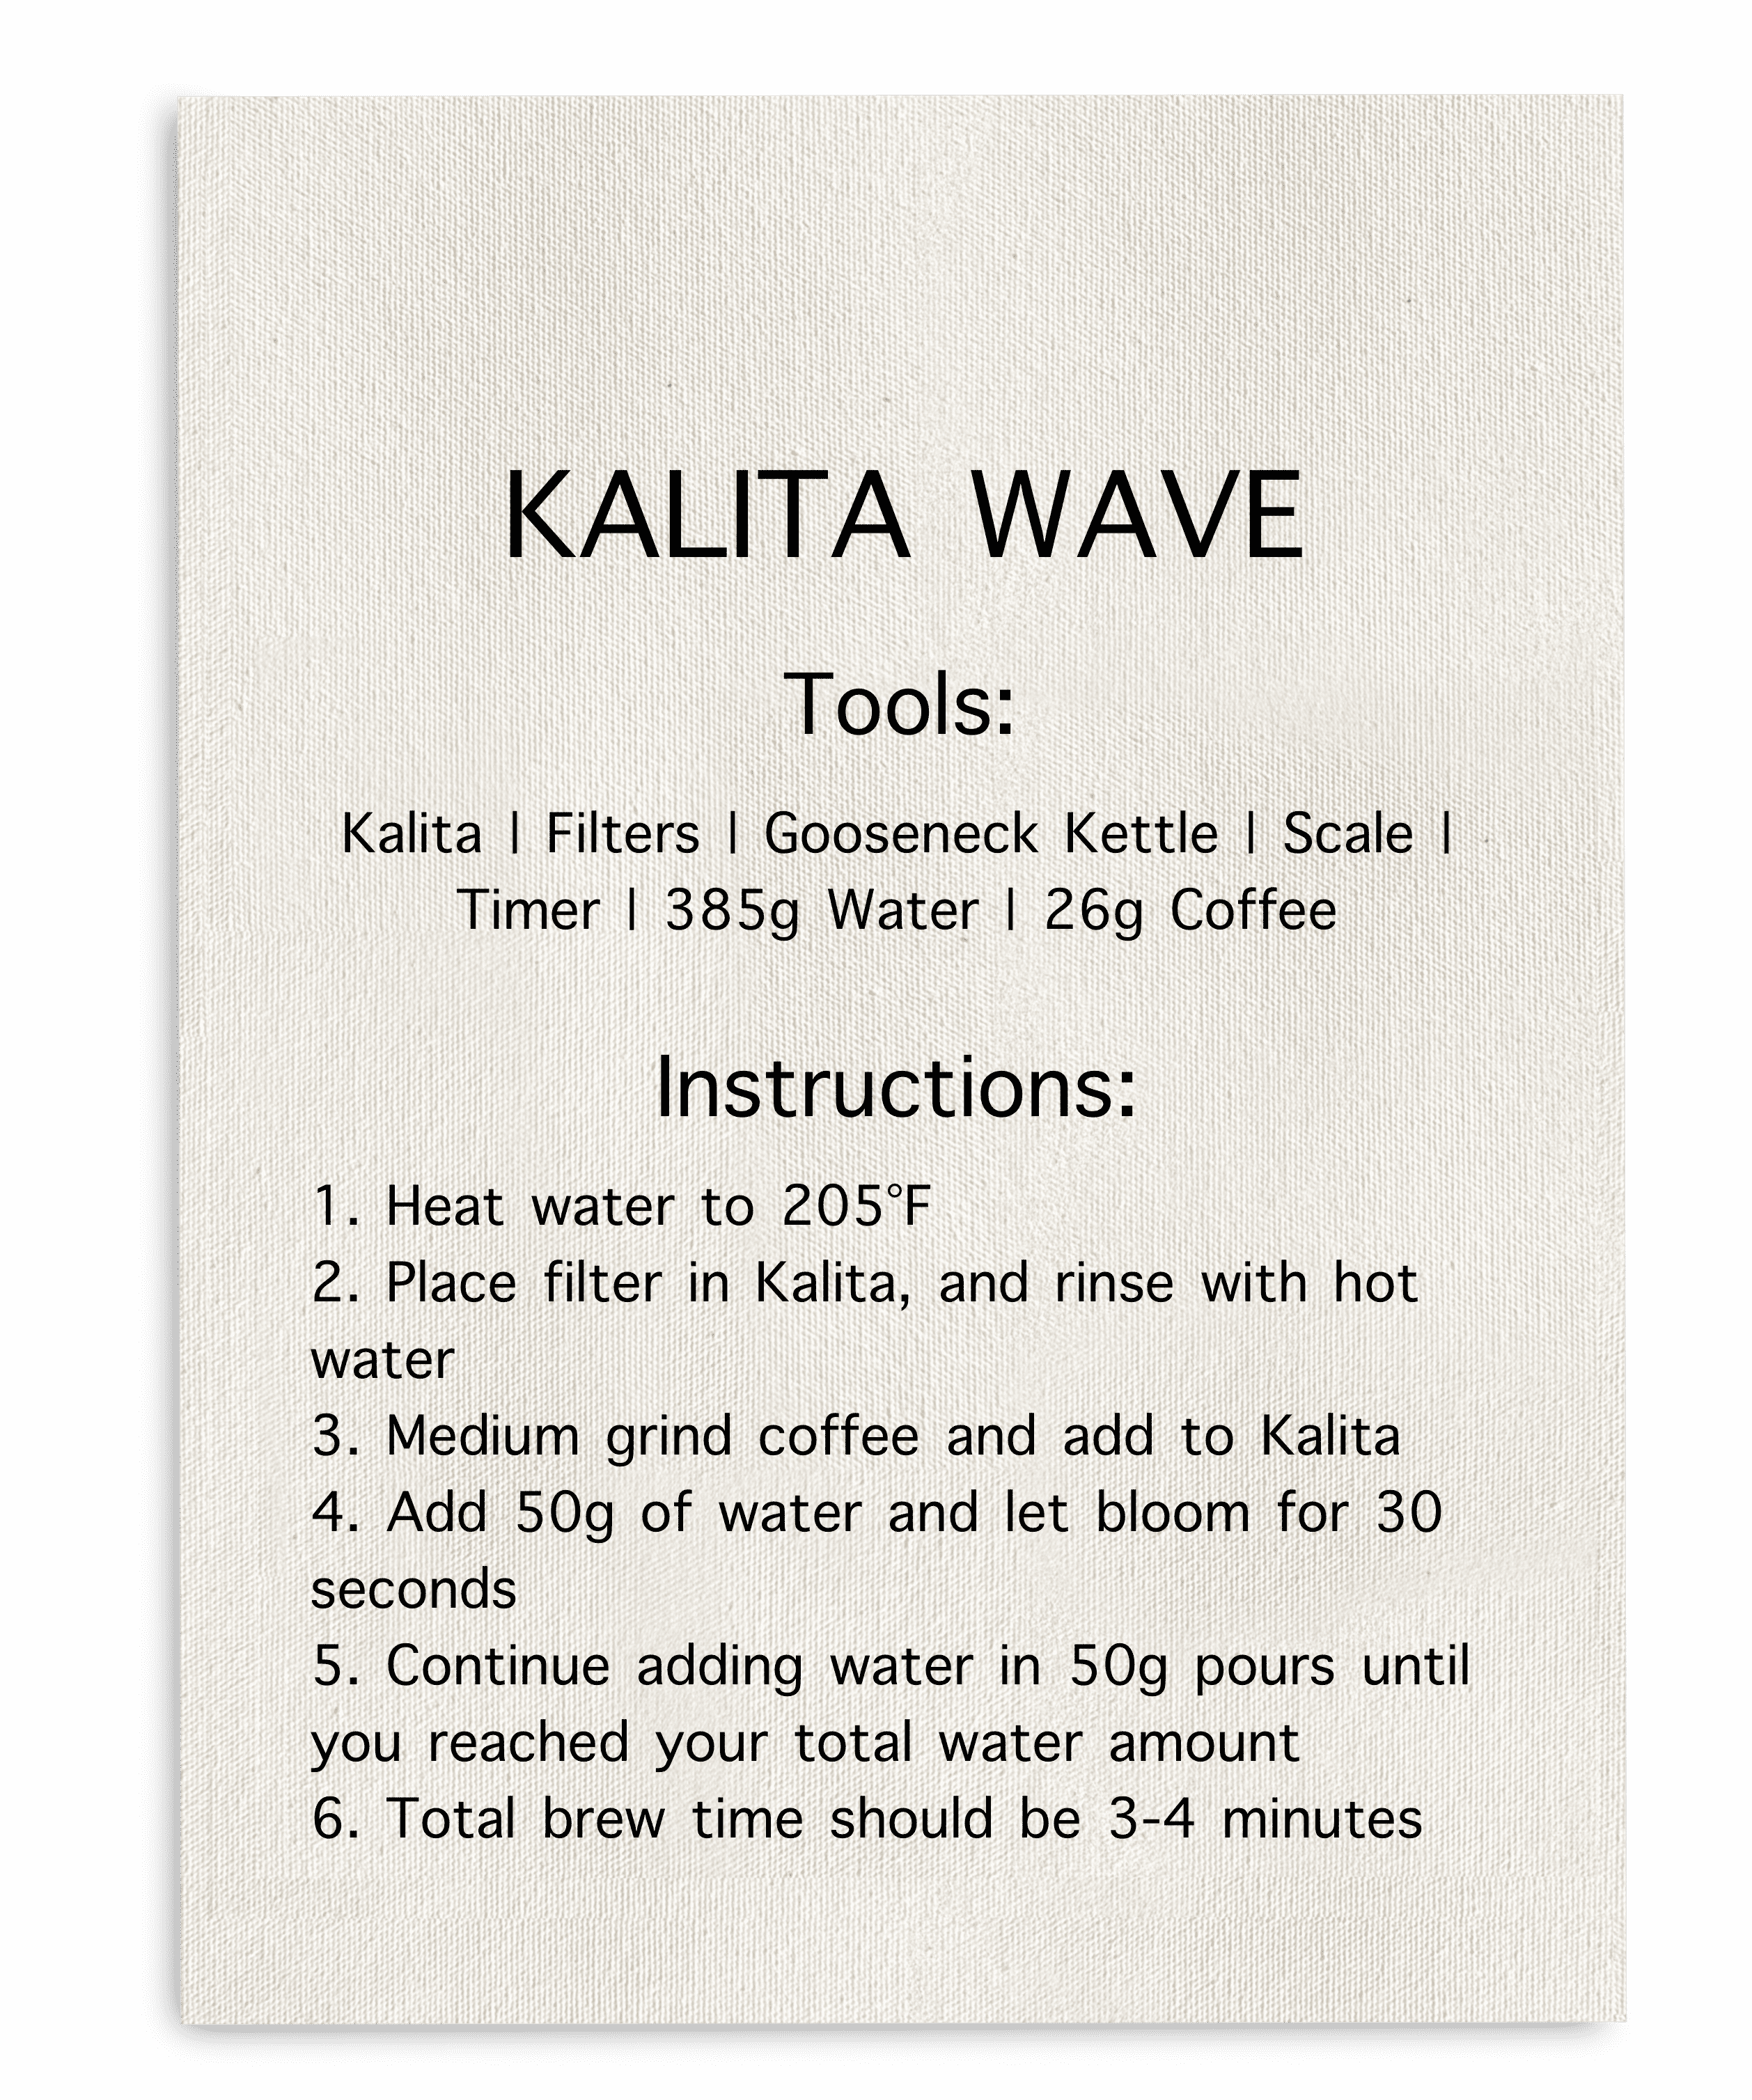 KALITA WAVE
Tools:
Kalita | Filters | Gooseneck Kettle | Scale |
Timer | 385g Water | 26g Coffee
Instructions:
1. Heat water to 205°F
2. Place filter in Kalita, and rinse with hot
water
3. Medium grind coffee and add to Kalita
4. Add 50g of water and let bloom for 30
seconds
5. Continue adding water in 50g pours until
you reached your total water amount
6. Total brew time should be 3-4 minutes